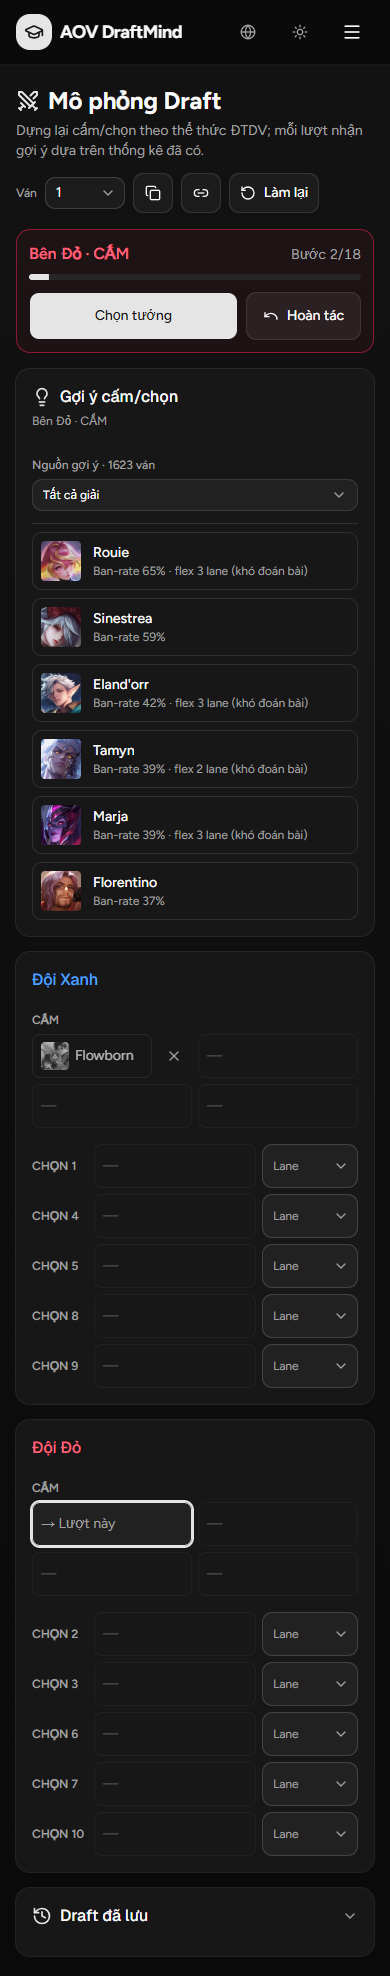 AOV DraftMind
Mô phỏng Draft
Dựng lại cấm/chọn theo thể thức ĐTDV; mỗi lượt nhận
gợi ý dựa trên thống kê đã có.
Ván 1 Làm lại
Bên Đỏ · CẤM Bước 2/18
Chọn tướng Hoàn tác
Gợi ý cấm/chọn
Bên Đỏ · CẤM
Nguồn gợi ý · 1623 ván
Tất cả giải
Rouie
Ban-rate 65% · flex 3 lane (khó đoán bài)
Sinestrea
Ban-rate 59%
Eland'orr
Ban-rate 42% · flex 3 lane (khó đoán bài)
Tamyn
Ban-rate 39% · flex 2 lane (khó đoán bài)
Marja
Ban-rate 39% · flex 3 lane (khó đoán bài)
Florentino
Ban-rate 37%
Đội Xanh
CẤM
Flowborn —
— —
CHỌN 1 — Lane
CHỌN 4 — Lane
CHỌN 5 — Lane
CHỌN 8 — Lane
CHỌN 9 — Lane
Đội Đỏ
CẤM
→ Lượt này —
— —
CHỌN 2 — Lane
CHỌN 3 — Lane
CHỌN 6 — Lane
CHỌN 7 — Lane
CHỌN 10 — Lane
Draft đã lưu